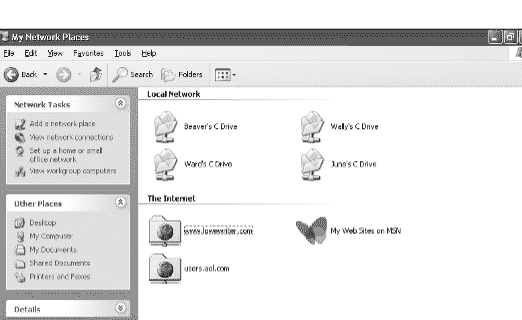 My Network Places
File Edit View Favorites Tools Help
Back Search Folders
Network Tasks
Add a network place
View network connections
Set up a home or small
office network
View workgroup computers
Other Places
Desktop
My Computer
My Documents
Shared Documents
Printers and Faxes
Details
Local Network
Beaver's C Drive Wally's C Drive
Ward's C Drive June's C Drive
The Internet
www.lowewriter.com My Web Sites on MSN
users.aol.com